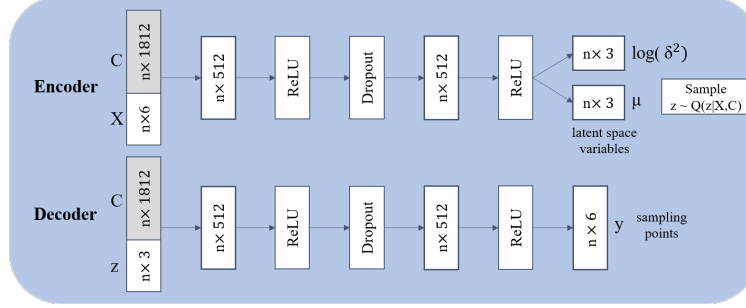 Encoder
C
n× 1812
X
n×6
n× 512
ReLU
Dropout
n× 512
ReLU
n× 3
log( δ²)
n× 3
μ
latent space
variables
Sample
z ~ Q(z|X,C)
Decoder
C
n× 1812
z
n× 3
n× 512
ReLU
Dropout
n× 512
ReLU
n × 6
y
sampling
points